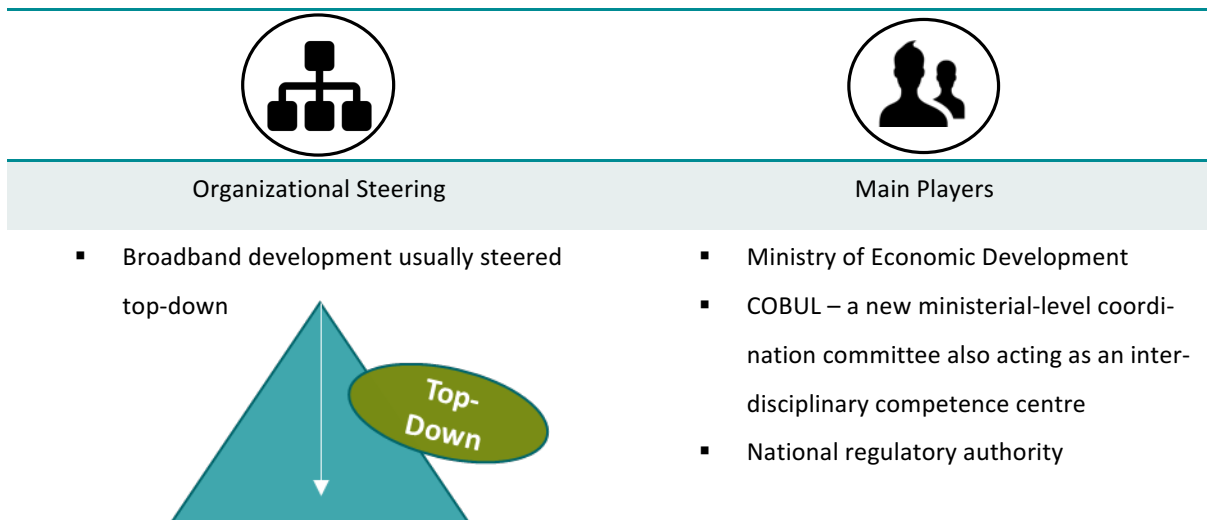 Organizational Steering
Main Players
▪ Broadband development usually steered
top-down
Top-
Down
▪ Ministry of Economic Development
▪ COBUL – a new ministerial-level coordi-
nation committee also acting as an inter-
disciplinary competence centre
▪ National regulatory authority